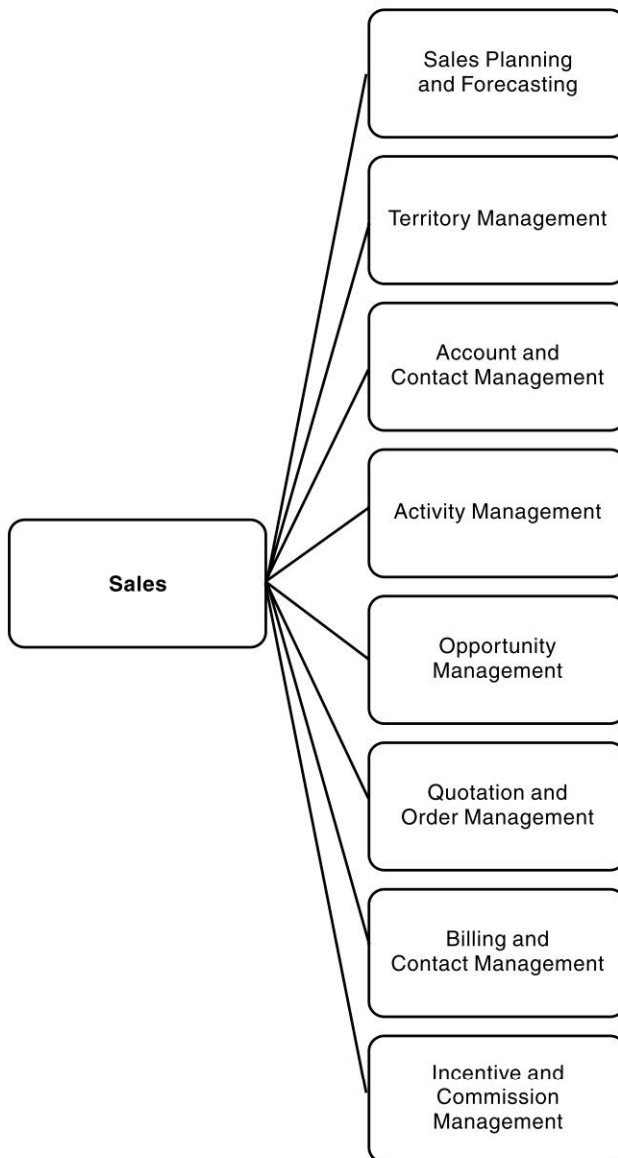 Sales Planning
and Forecasting
Territory Management
Account and
Contact Management
Activity Management
Sales
Opportunity
Management
Quotation and
Order Management
Billing and
Contact Management
Incentive and
Commission
Management